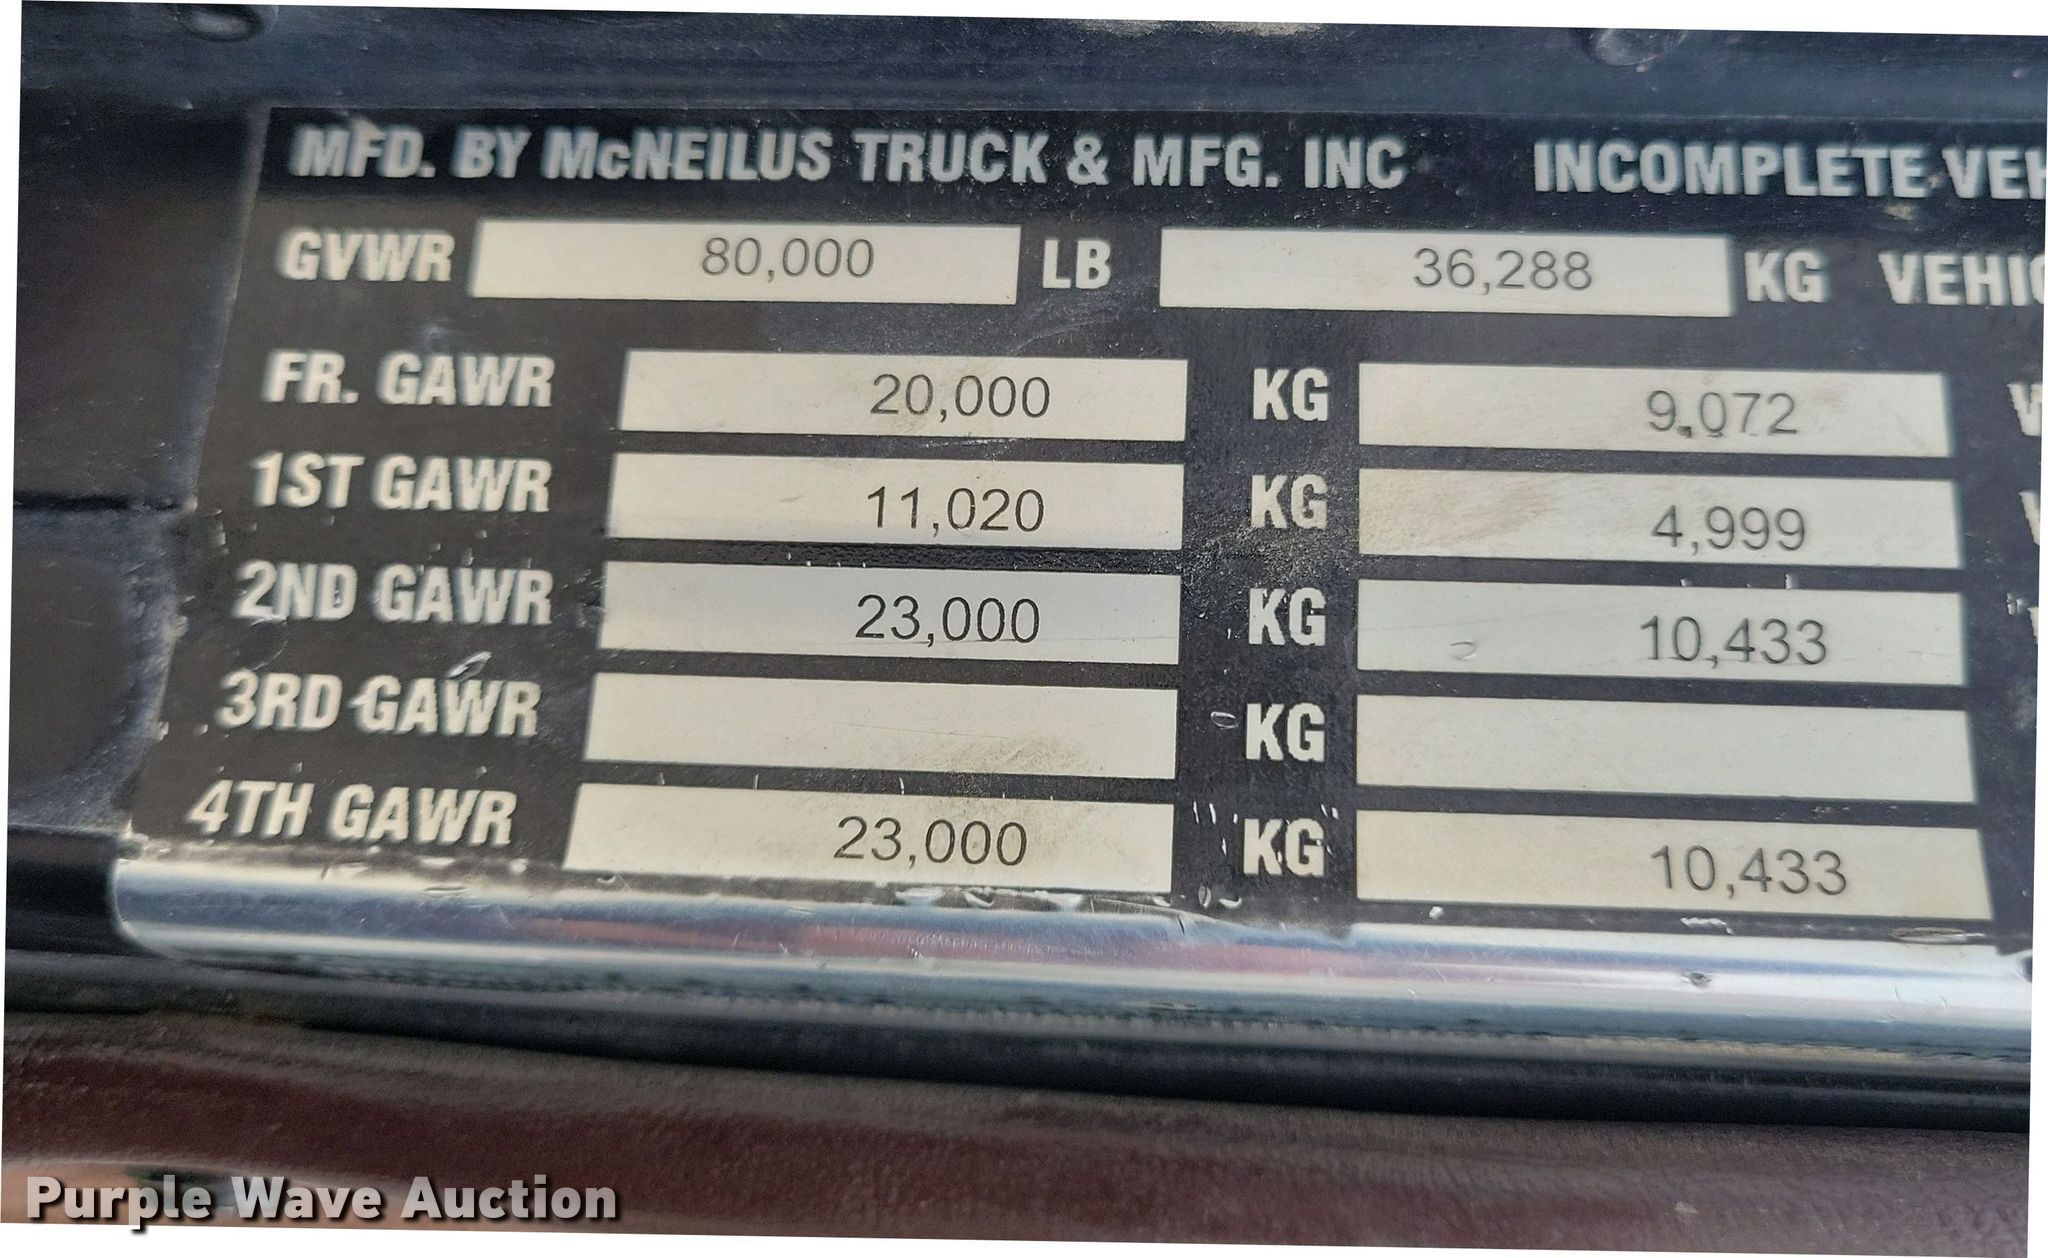 MFD. BY McNEILUS TRUCK & MFG. INC INCOMPLETE
GVWR 80,000 LB 36,288 KG
FR. GAWR 20,000 KG 9,072
1ST GAWR 11,020 KG 4,999
2ND GAWR 23,000 KG 10,433
3RD GAWR KG
4TH GAWR 23,000 KG 10,433
Purple Wave Auction